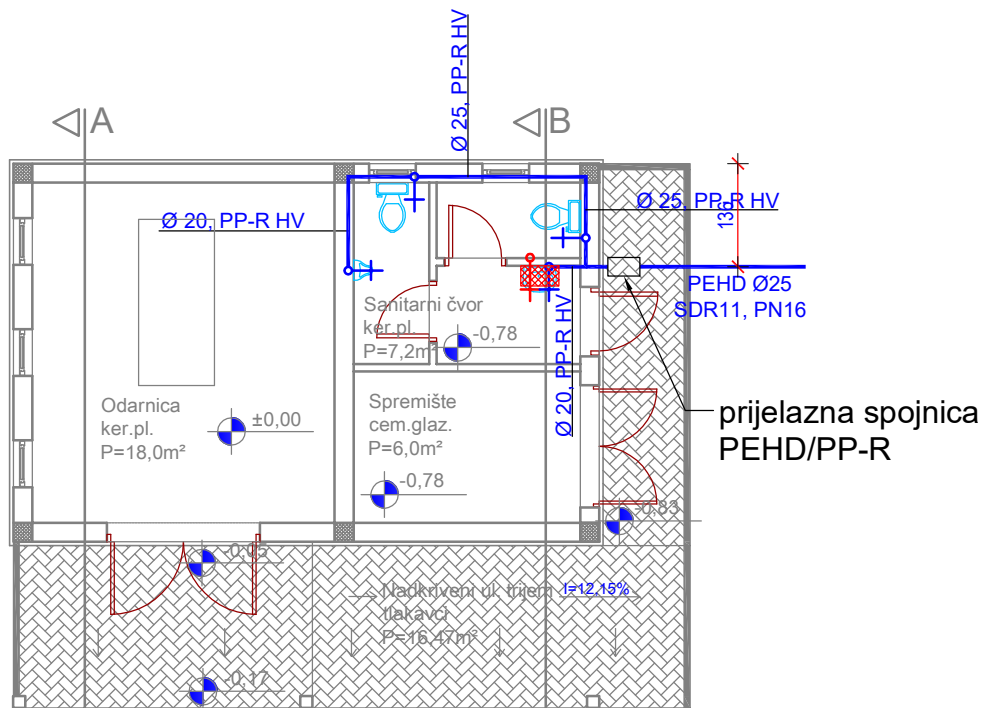 Ø 25, PP-R HV
A
B
Ø 20, PP-R HV
Ø 25, PP-R HV
PEHD Ø25
SDR11, PN16
Sanitarni čvor
ker.pl.
P=7,2m²
-0,78
Ø 20, PP-R HV
Odarnica
ker.pl.
P=18,0m²
±0,00
Spremište
cem.glaz.
P=6,0m²
-0,78
prijelazna spojnica
PEHD/PP-R
-0,83
-0,05
Nadkriveni ul. trijem
I=12,15%
tlakavci
P=16,47m²
-0,17